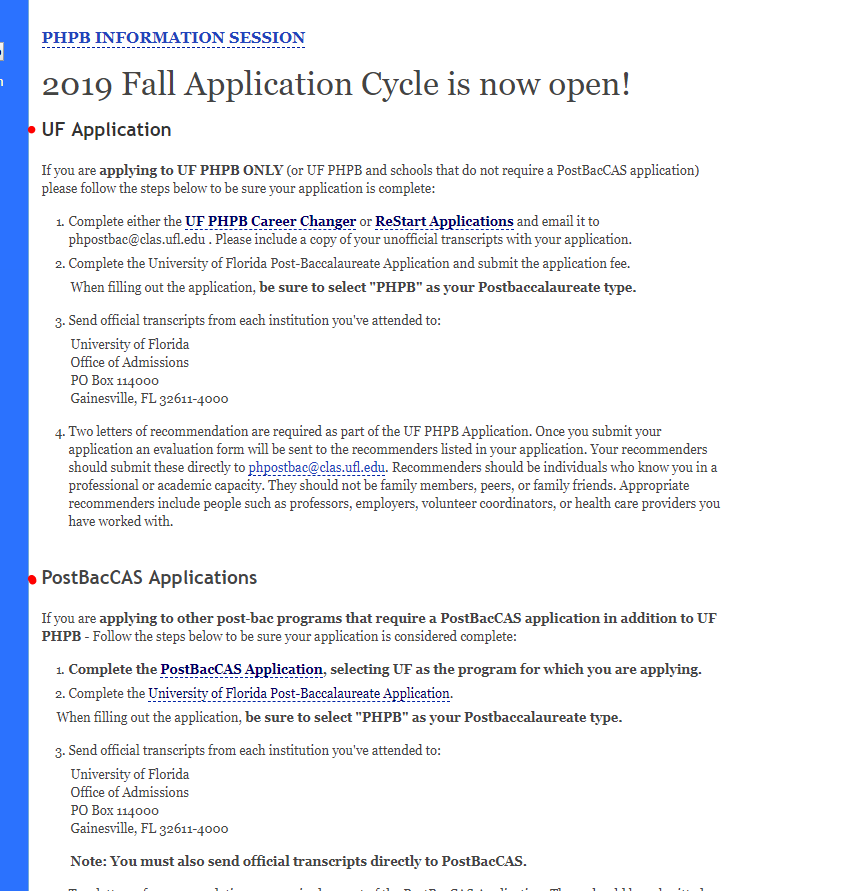 PHPB INFORMATION SESSION
2019 Fall Application Cycle is now open!
UF Application
If you are applying to UF PHPB ONLY (or UF PHPB and schools that do not require a PostBacCAS application)
please follow the steps below to be sure your application is complete:
1. Complete either the UF PHPB Career Changer or ReStart Applications and email it to
phpostbac@clas.ufl.edu . Please include a copy of your unofficial transcripts with your application.
2. Complete the University of Florida Post-Baccalaureate Application and submit the application fee.
When filling out the application, be sure to select "PHPB" as your Postbaccalaureate type.
3. Send official transcripts from each institution you've attended to:
University of Florida
Office of Admissions
PO Box 114000
Gainesville, FL 32611-4000
4. Two letters of recommendation are required as part of the UF PHPB Application. Once you submit your
application an evaluation form will be sent to the recommenders listed in your application. Your recommenders
should submit these directly to phpostbac@clas.ufl.edu. Recommenders should be individuals who know you in a
professional or academic capacity. They should not be family members, peers, or family friends. Appropriate
recommenders include people such as professors, employers, volunteer coordinators, or health care providers you
have worked with.
PostBacCAS Applications
If you are applying to other post-bac programs that require a PostBacCAS application in addition to UF
PHPB - Follow the steps below to be sure your application is considered complete:
1. Complete the PostBacCAS Application, selecting UF as the program for which you are applying.
2. Complete the University of Florida Post-Baccalaureate Application.
When filling out the application, be sure to select "PHPB" as your Postbaccalaureate type.
3. Send official transcripts from each institution you've attended to:
University of Florida
Office of Admissions
PO Box 114000
Gainesville, FL 32611-4000
Note: You must also send official transcripts directly to PostBacCAS.